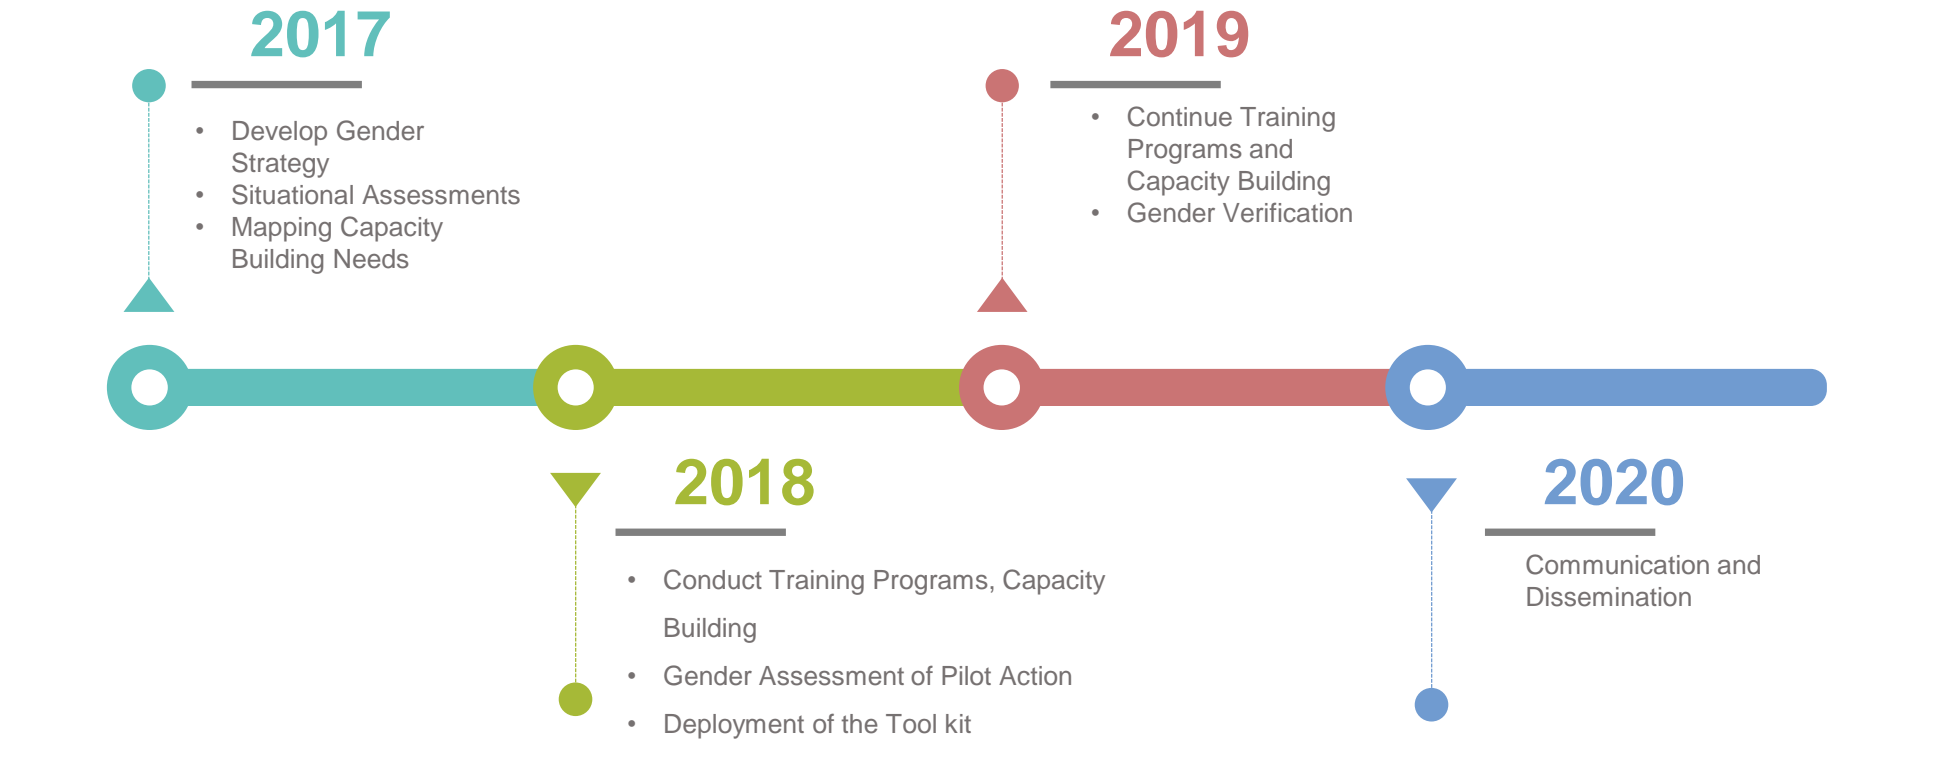 2017
• Develop Gender
Strategy
• Situational Assessments
• Mapping Capacity
Building Needs
2019
• Continue Training
Programs and
Capacity Building
• Gender Verification
2018
• Conduct Training Programs, Capacity
Building
• Gender Assessment of Pilot Action
• Deployment of the Tool kit
2020
Communication and
Dissemination